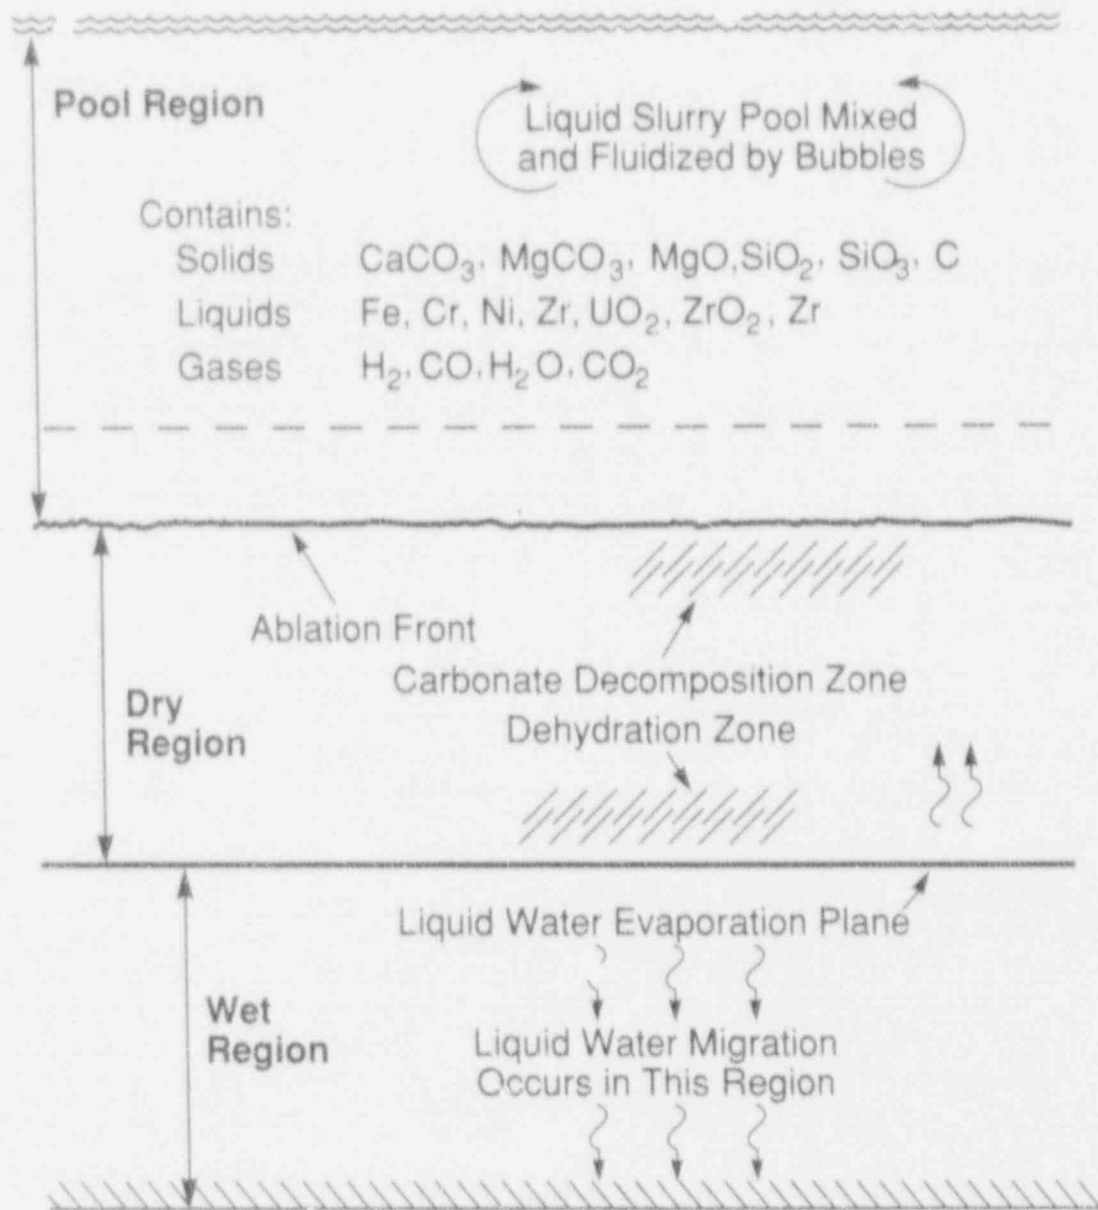 Pool Region
Liquid Slurry Pool Mixed
and Fluidized by Bubbles
Contains:
Solids CaCO₃, MgCO₃, MgO, SiO₂, SiO₃, C
Liquids Fe, Cr, Ni, Zr, UO₂, ZrO₂, Zr
Gases H₂, CO, H₂O, CO₂
Ablation Front
Carbonate Decomposition Zone
Dehydration Zone
Dry
Region
Liquid Water Evaporation Plane
Wet
Region
Liquid Water Migration
Occurs in This Region